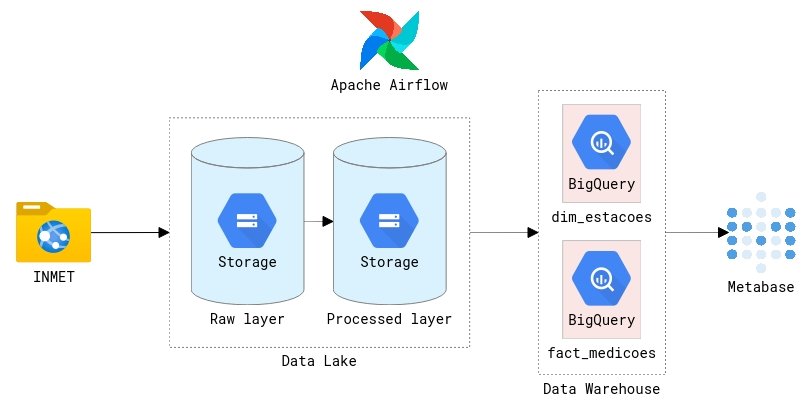 Apache Airflow
INMET
Storage
Storage
Raw layer
Processed layer
Data Lake
BigQuery
dim_estacoes
BigQuery
fact_medicoes
Data Warehouse
Metabase